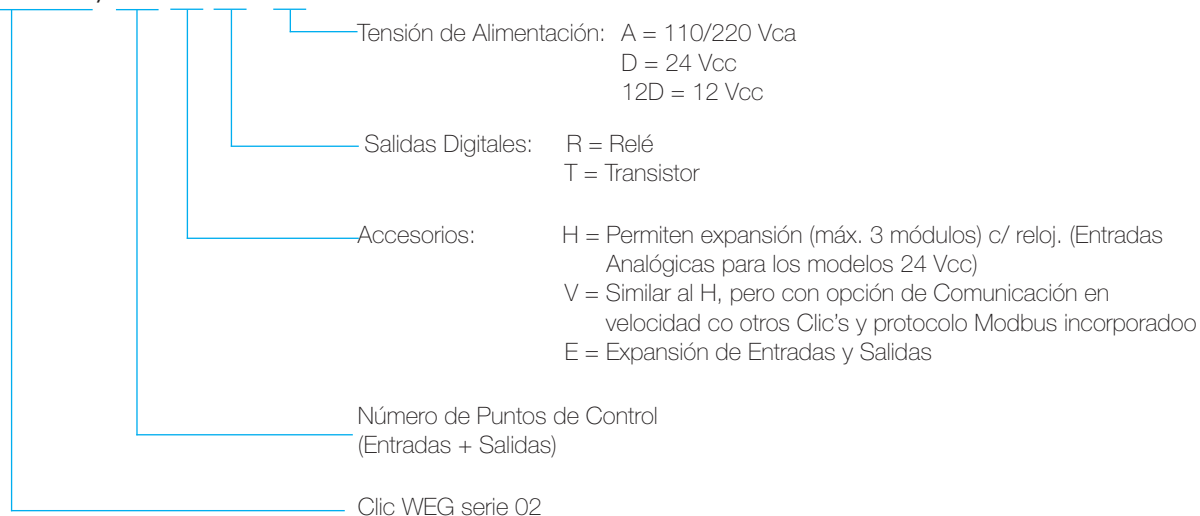 Tensión de Alimentación: A = 110/220 Vca
D = 24 Vcc
12D = 12 Vcc
Salidas Digitales: R = Relé
T = Transistor
Accesorios: H = Permiten expansión (máx. 3 módulos) c/ reloj. (Entradas
Analógicas para los modelos 24 Vcc)
V = Similar al H, pero con opción de Comunicación en
velocidad co otros Clic's y protocolo Modbus incorporadoo
E = Expansión de Entradas y Salidas
Número de Puntos de Control
(Entradas + Salidas)
Clic WEG serie 02